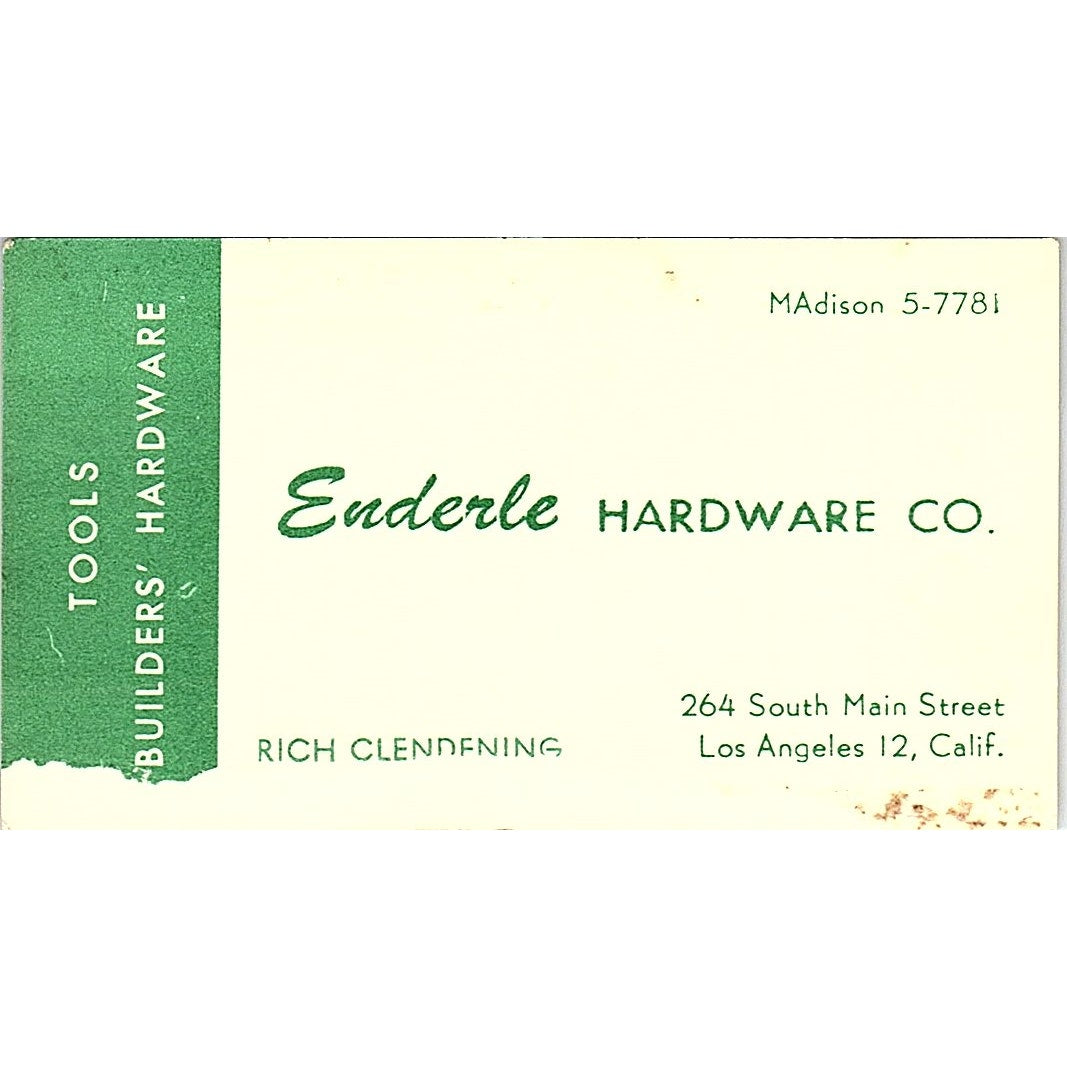 TOOLS
BUILDERS' HARDWARE
MAdison 5-7781
Enderle HARDWARE CO.
264 South Main Street
Los Angeles 12, Calif.
RICH CLENDENING